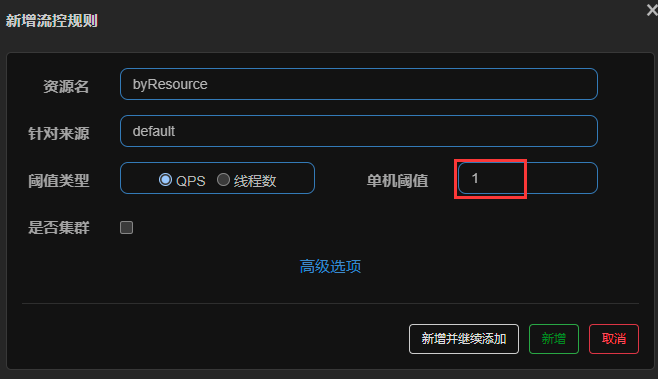 新增流控规则
资源名 byResource
针对来源 default
阈值类型 QPS 线程数 单机阈值 1
是否集群
高级选项
新增并继续添加 新增 取消